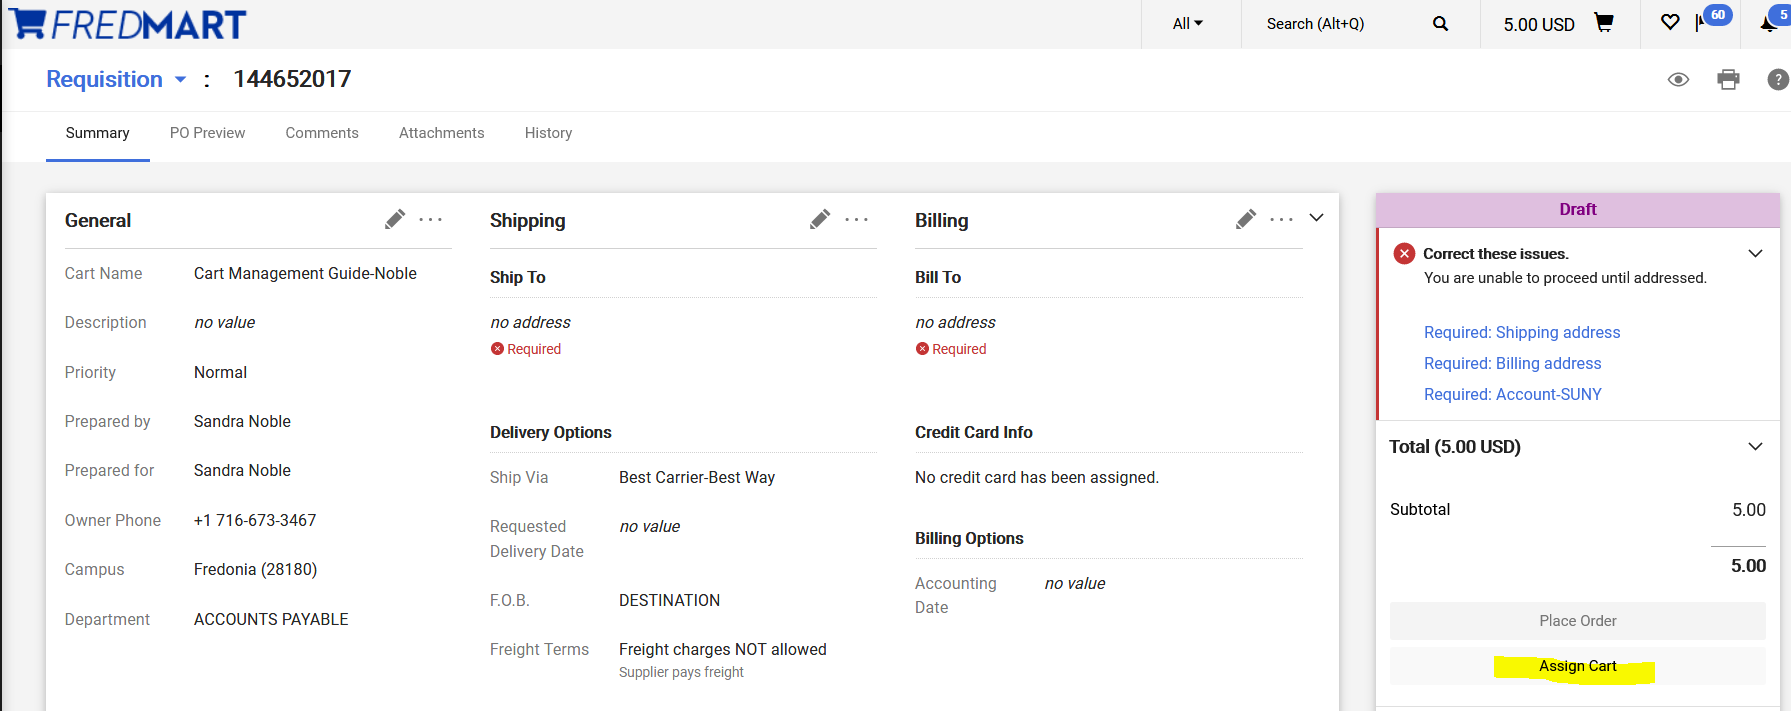 FREDMART
All
Search (Alt+Q)
5.00 USD
60
5
Requisition : 144652017
?
Summary
PO Preview
Comments
Attachments
History
General
Cart Name Cart Management Guide-Noble
Description no value
Priority Normal
Prepared by Sandra Noble
Prepared for Sandra Noble
Owner Phone +1 716-673-3467
Campus Fredonia (28180)
Department ACCOUNTS PAYABLE
Shipping
Ship To
no address
Required
Delivery Options
Ship Via Best Carrier-Best Way
Requested no value
Delivery Date
F.O.B. DESTINATION
Freight Terms Freight charges NOT allowed
Supplier pays freight
Billing
Bill To
no address
Required
Credit Card Info
No credit card has been assigned.
Billing Options
Accounting no value
Date
Draft
Correct these issues.
You are unable to proceed until addressed.
Required: Shipping address
Required: Billing address
Required: Account-SUNY
Total (5.00 USD)
Subtotal 5.00
5.00
Place Order
Assign Cart